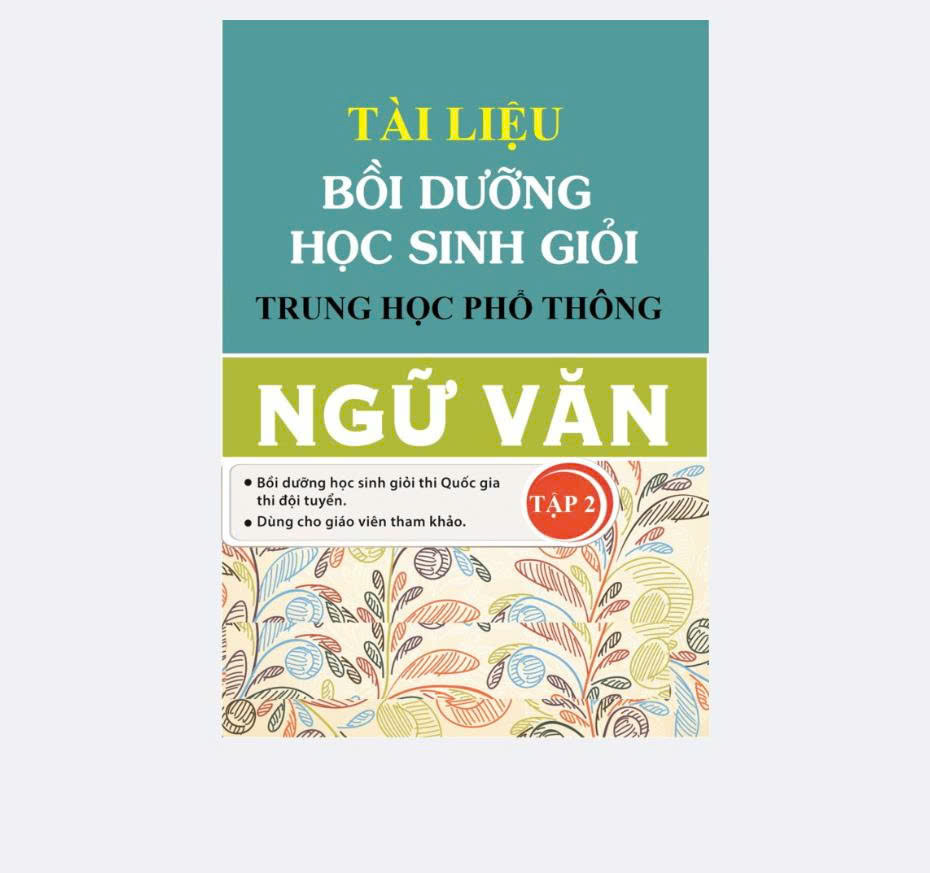 TÀI LIỆU
BỒI DƯỠNG
HỌC SINH GIỎI
TRUNG HỌC PHỔ THÔNG
NGỮ VĂN
• Bồi dưỡng học sinh giỏi thi Quốc gia
thi đội tuyển.
• Dùng cho giáo viên tham khảo.
TẬP 2